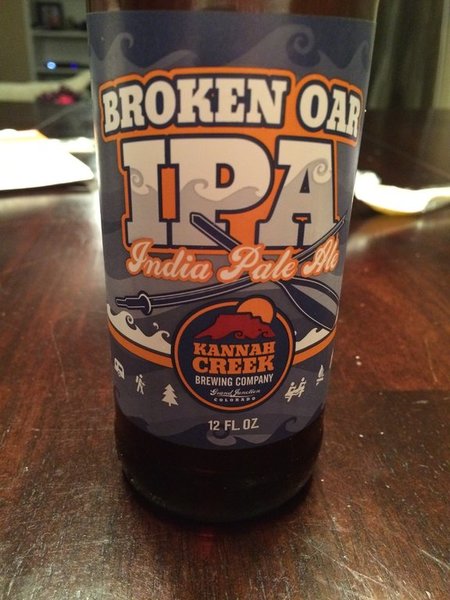 BROKEN OAR
IPA
India Pale Ale
KANNAH
CREEK
BREWING COMPANY
Grand Junction
COLORADO
12 FL OZ